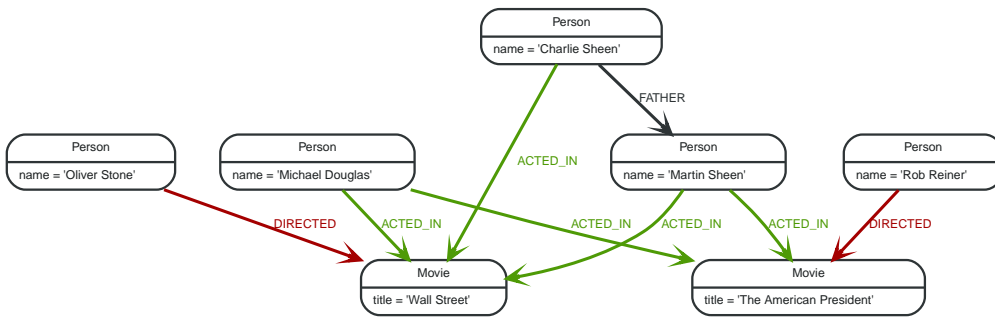 Person
name = 'Charlie Sheen'
FATHER
Person
name = 'Oliver Stone'
Person
name = 'Michael Douglas'
ACTED_IN
Person
name = 'Martin Sheen'
Person
name = 'Rob Reiner'
DIRECTED
ACTED_IN
ACTED_IN
ACTED_IN
ACTED_IN
DIRECTED
Movie
title = 'Wall Street'
Movie
title = 'The American President'